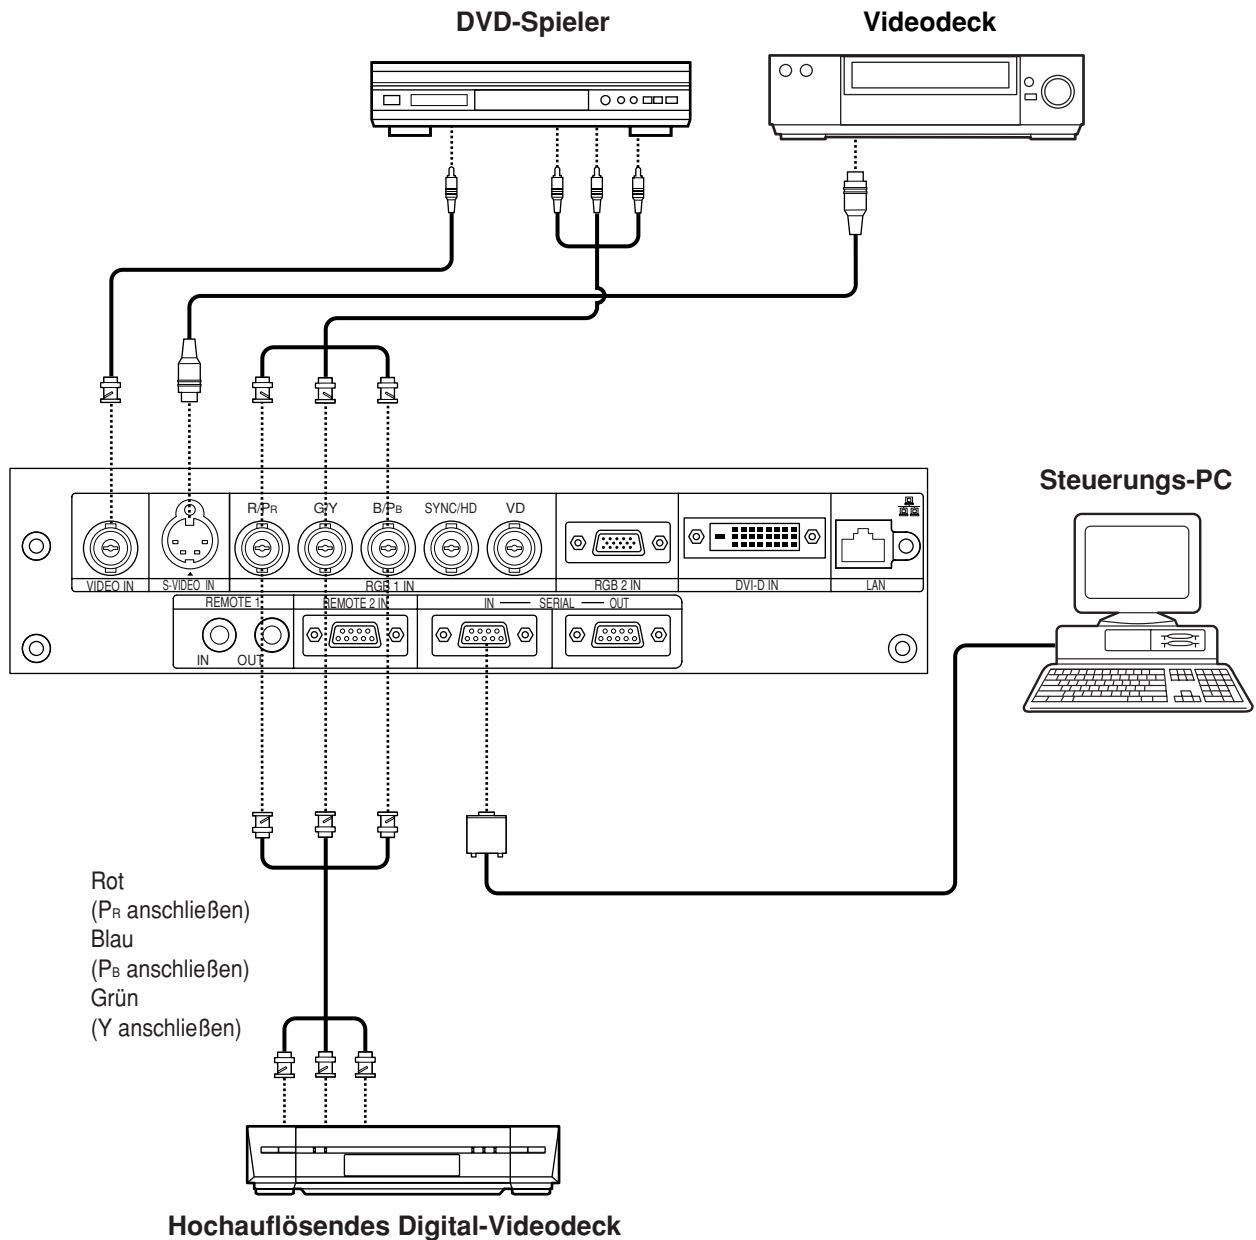 DVD-Spieler
Videodeck
Steuerungs-PC
R/PR
G/Y
B/PB
SYNC/HD
VD
VIDEO IN
S-VIDEO IN
RGB 1 IN
RGB 2 IN
DVI-D IN
LAN
REMOTE 1
REMOTE 2 IN
IN
SERIAL
OUT
IN
OUT
Rot
(PR anschließen)
Blau
(PB anschließen)
Grün
(Y anschließen)
Hochauflösendes Digital-Videodeck